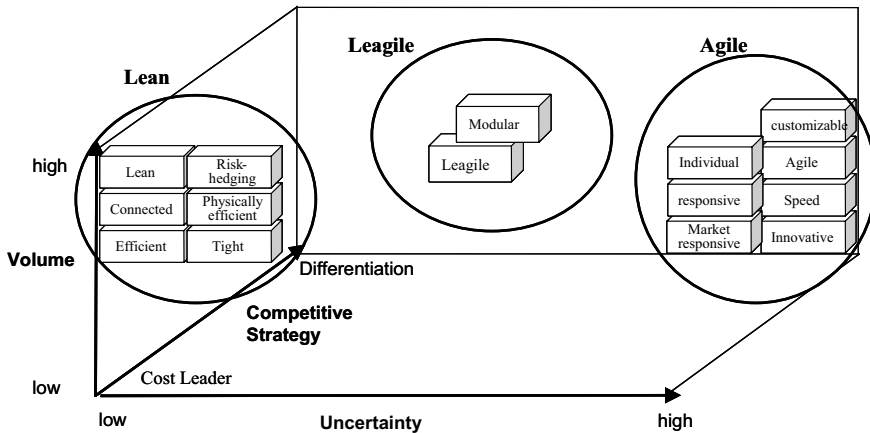 Leagile
Agile
Lean
Modular
customizable
high
Lean
Risk-
hedging
Leagile
Individual
Agile
Connected
Physically
efficient
responsive
Speed
Efficient
Tight
Market
responsive
Innovative
Volume
Differentiation
Competitive
Strategy
low
Cost Leader
low
Uncertainty
high